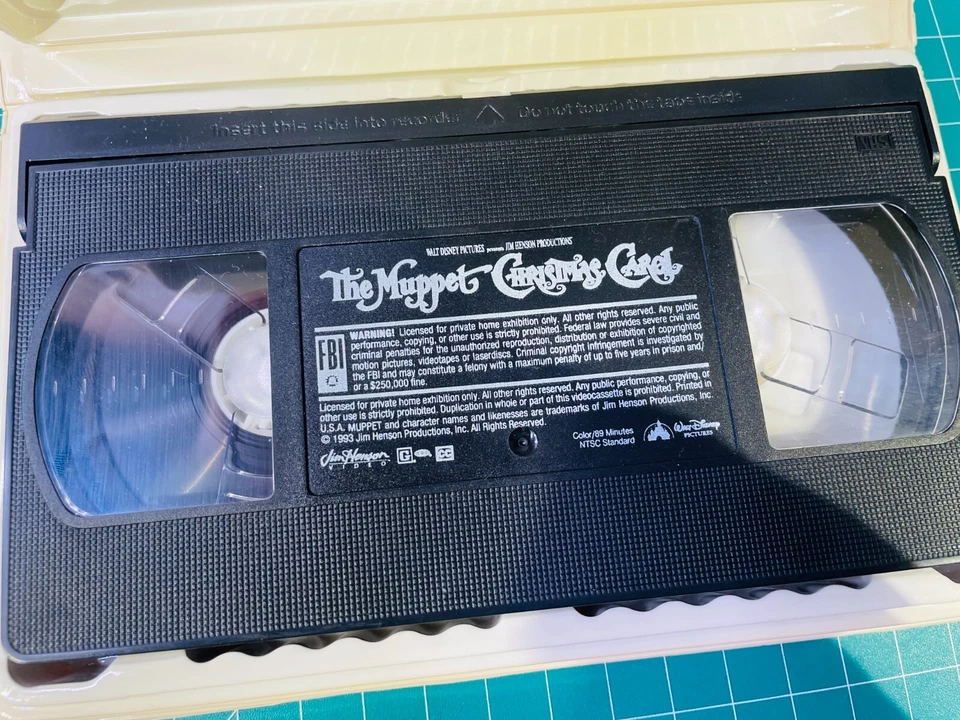 Insert this side into recorder Do not touch the tape inside
VHS
WALT DISNEY PICTURES presents JIM HENSON PRODUCTIONS'
The Muppet Christmas Carol
FBI
WARNING! Licensed for private home exhibition only. All other rights reserved. Any public
performance, copying, or other use is strictly prohibited. Federal law provides severe civil and
criminal penalties for the unauthorized reproduction, distribution or exhibition of copyrighted
motion pictures, videotapes or laserdiscs. Criminal copyright infringement is investigated by
the FBI and may constitute a felony with a maximum penalty of up to five years in prison and/
or a $250,000 fine.
Licensed for private home exhibition only. All other rights reserved. Any public performance, copying, or
other use is strictly prohibited. Duplication in whole or part of this videocassette is prohibited. Printed in
U.S.A. MUPPET and character names and likenesses are trademarks of Jim Henson Productions, Inc.
© 1993 Jim Henson Productions, Inc. All Rights Reserved.
Jim Henson
VIDEO
G
CC
Color/89 Minutes
NTSC Standard
Walt Disney
PICTURES